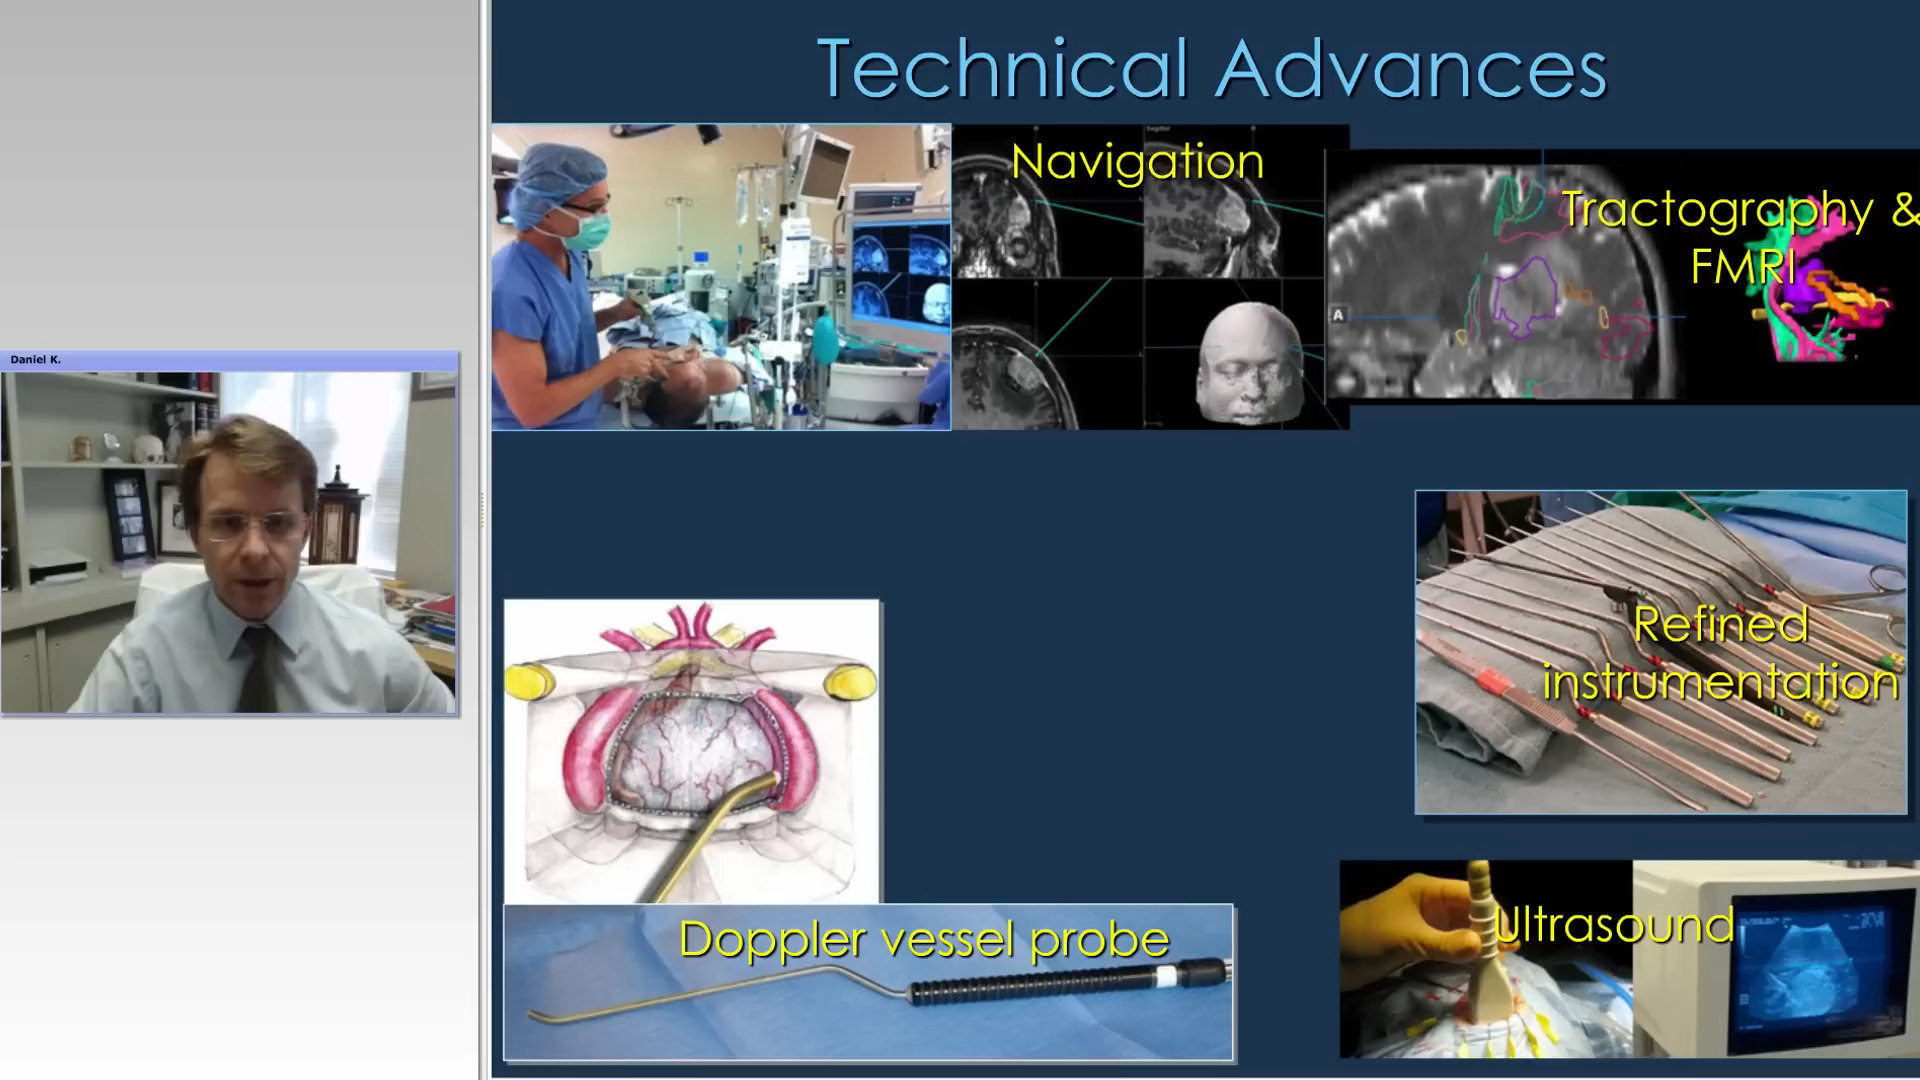 Technical Advances
Navigation
Tractography &
FMRI
A
Daniel K.
Refined
instrumentation
Doppler vessel probe
Ultrasound